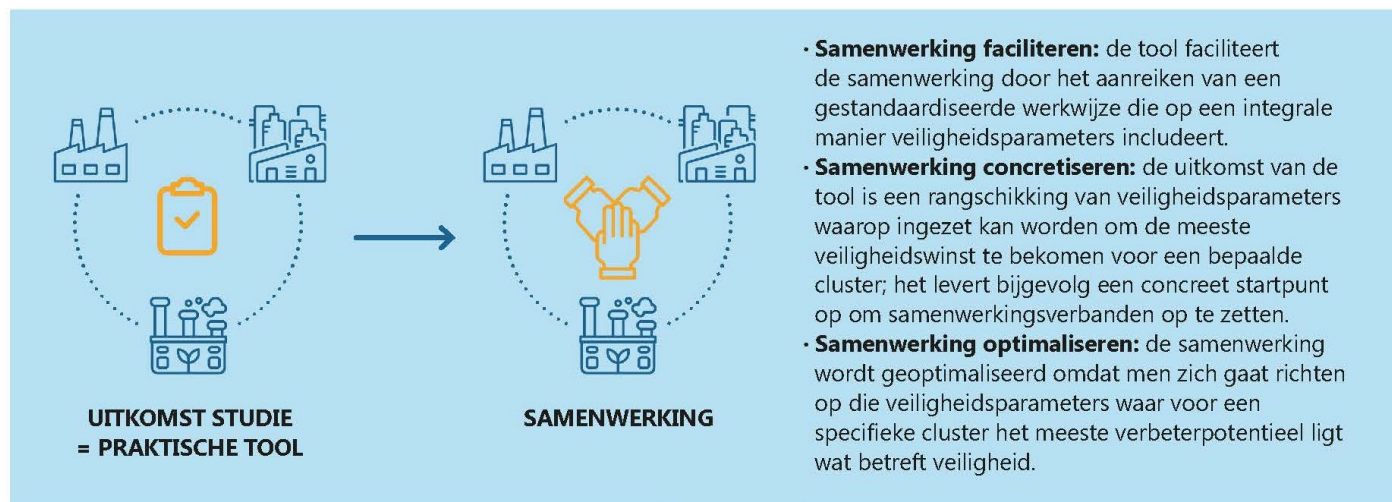 UITKOMST STUDIE
= PRAKTISCHE TOOL
SAMENWERKING
· Samenwerking faciliteren: de tool faciliteert
de samenwerking door het aanreiken van een
gestandaardiseerde werkwijze die op een integrale
manier veiligheidsparameters includeert.
· Samenwerking concretiseren: de uitkomst van de
tool is een rangschikking van veiligheidsparameters
waarop ingezet kan worden om de meeste
veiligheidswinst te bekomen voor een bepaalde
cluster; het levert bijgevolg een concreet startpunt
op om samenwerkingsverbanden op te zetten.
· Samenwerking optimaliseren: de samenwerking
wordt geoptimaliseerd omdat men zich gaat richten
op die veiligheidsparameters waar voor een
specifieke cluster het meeste verbeterpotentieel ligt
wat betreft veiligheid.